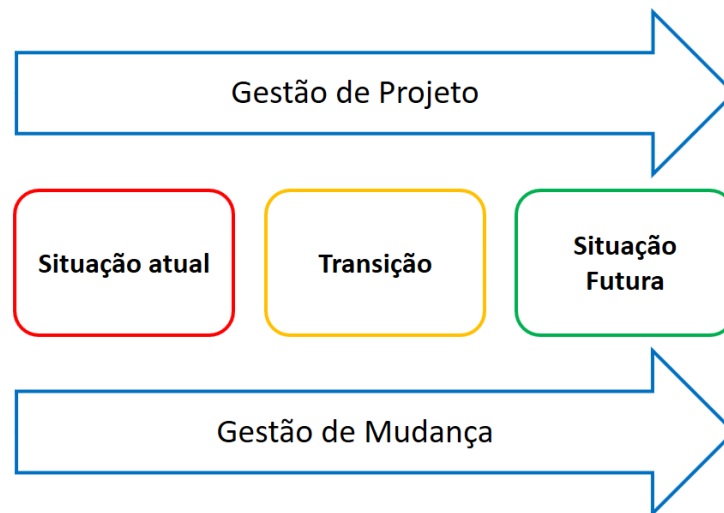 Gestão de Projeto
Situação atual
Transição
Situação
Futura
Gestão de Mudança